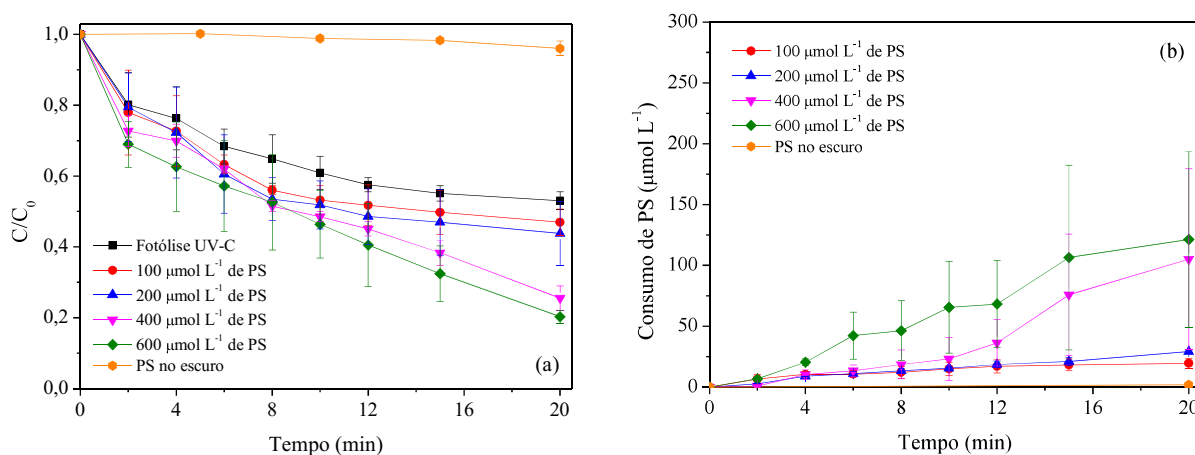 1,0
0,8
0,6
0,4
0,2
0,0
C/C0
Fotólise UV-C
100 μmol L-1 de PS
200 μmol L-1 de PS
400 μmol L-1 de PS
600 μmol L-1 de PS
PS no escuro
(a)
0 4 8 12 16 20
Tempo (min)
300
250
200
150
100
50
0
Consumo de PS (μmol L-1)
(b)
100 μmol L-1 de PS
200 μmol L-1 de PS
400 μmol L-1 de PS
600 μmol L-1 de PS
PS no escuro
0 4 8 12 16 20
Tempo (min)